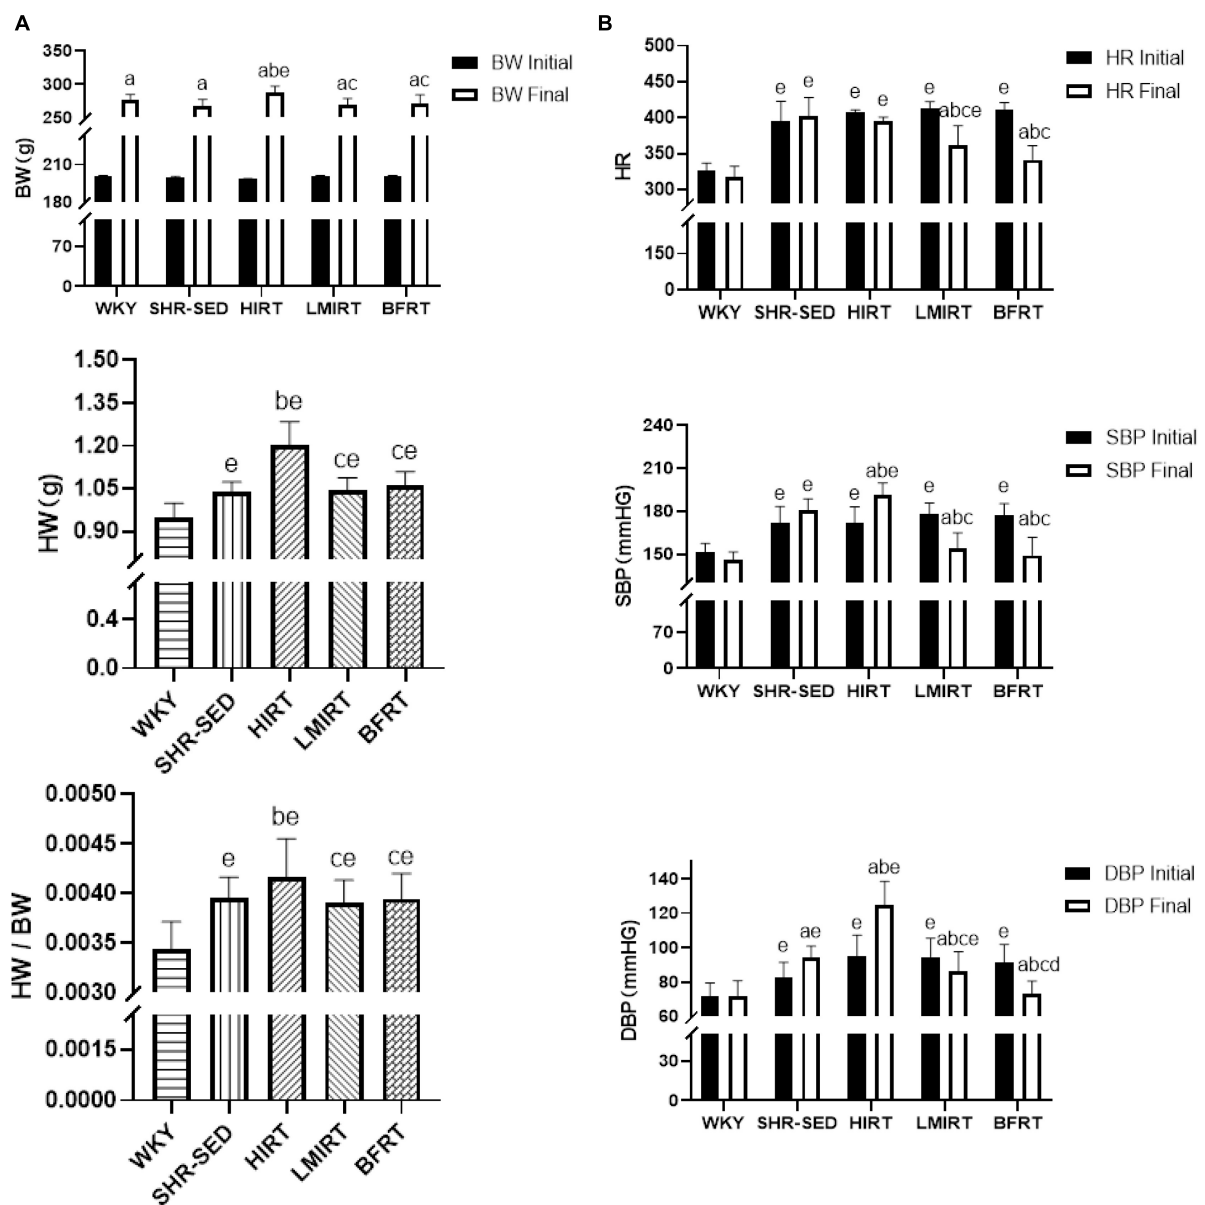 A
BW(g)
350
300
250
210
180
70
0
a
a
abe
ac
ac
BW Initial
BW Final
WKY
SHR-SED
HIRT
LMIRT
BFRT
HW(g)
1.50
1.35
1.20
1.05
0.90
0.4
0.0
e
be
ce
ce
WKY
SHR-SED
HIRT
LMIRT
BFRT
HW / BW
0.0050
0.0045
0.0040
0.0035
0.0030
0.0015
0.0000
e
be
ce
ce
WKY
SHR-SED
HIRT
LMIRT
BFRT
B
HR
500
450
400
350
300
150
0
e
e
e
e
e
abce
e
abc
HR Initial
HR Final
WKY
SHR-SED
HIRT
LMIRT
BFRT
SBP(mmHG)
240
210
180
150
70
0
e
e
e
abe
e
abc
e
abc
SBP Initial
SBP Final
WKY
SHR-SED
HIRT
LMIRT
BFRT
DBP(mmHG)
140
120
100
80
60
30
0
e
ae
e
abe
e
abce
e
abcd
DBP Initial
DBP Final
WKY
SHR-SED
HIRT
LMIRT
BFRT